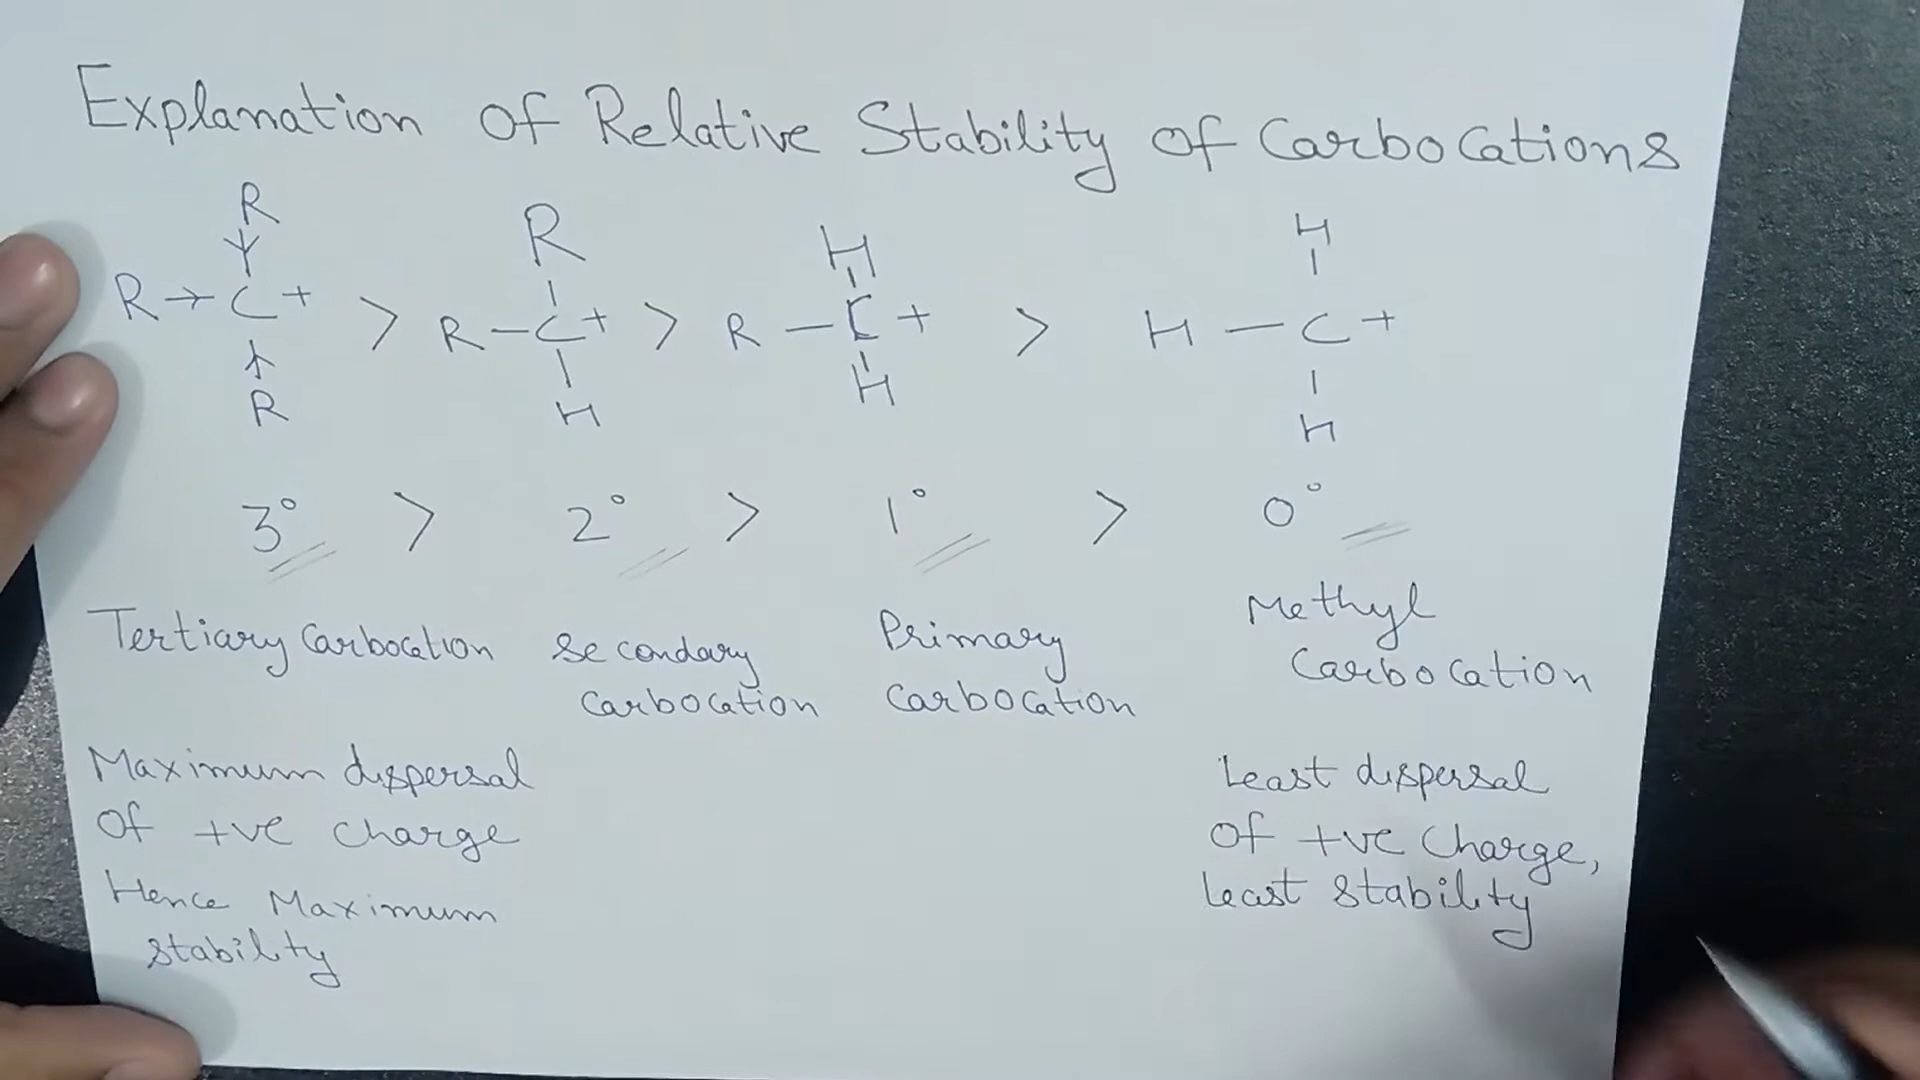 Explanation of Relative Stability of Carbocations
R R H H
R → C + > R - C + > R - C + > H - C +
R H H H
3° > 2° > 1° > 0°
Tertiary Carbocation
Secondary Carbocation
Primary Carbocation
Methyl Carbocation
Maximum dispersal
of +ve charge
Hence Maximum
stability
Least dispersal
of +ve charge,
least stability